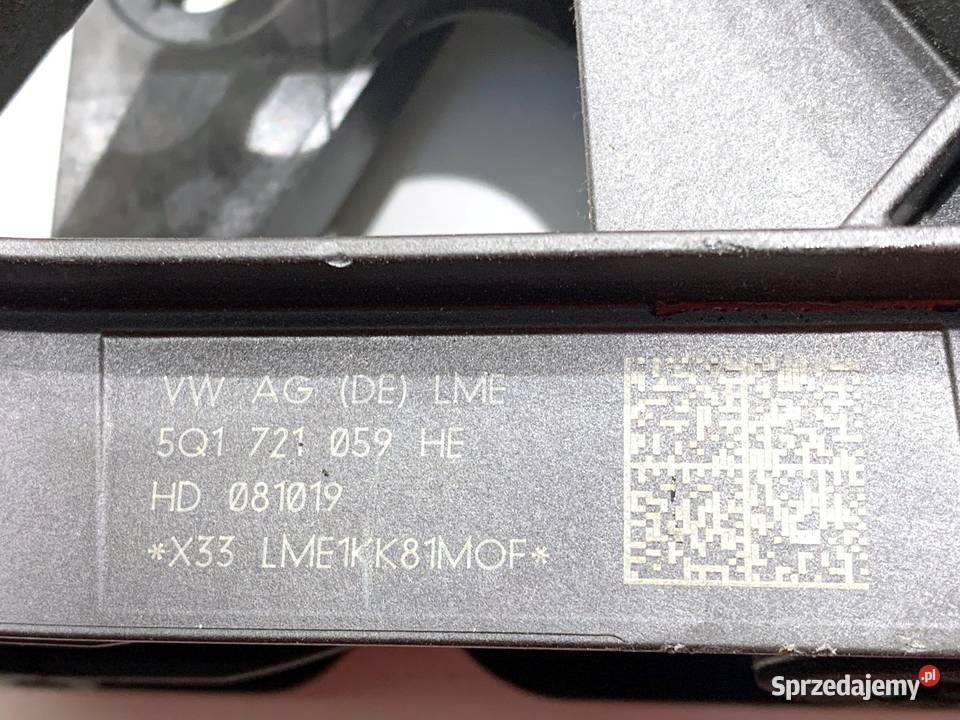 VW AG (DE) LME
5Q1 721 059 HE
HD 081019
*X33 LME1KK81MOF*
Sprzedajemy.pl